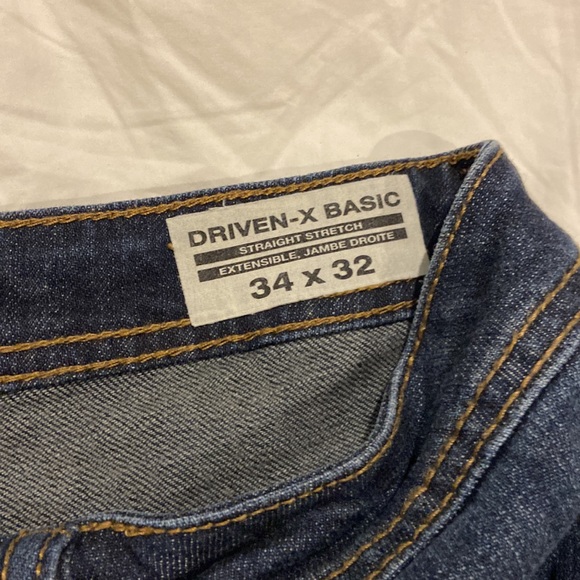 DRIVEN-X BASIC
STRAIGHT STRETCH
EXTENSIBLE. JAMBE DROITE
34 x 32